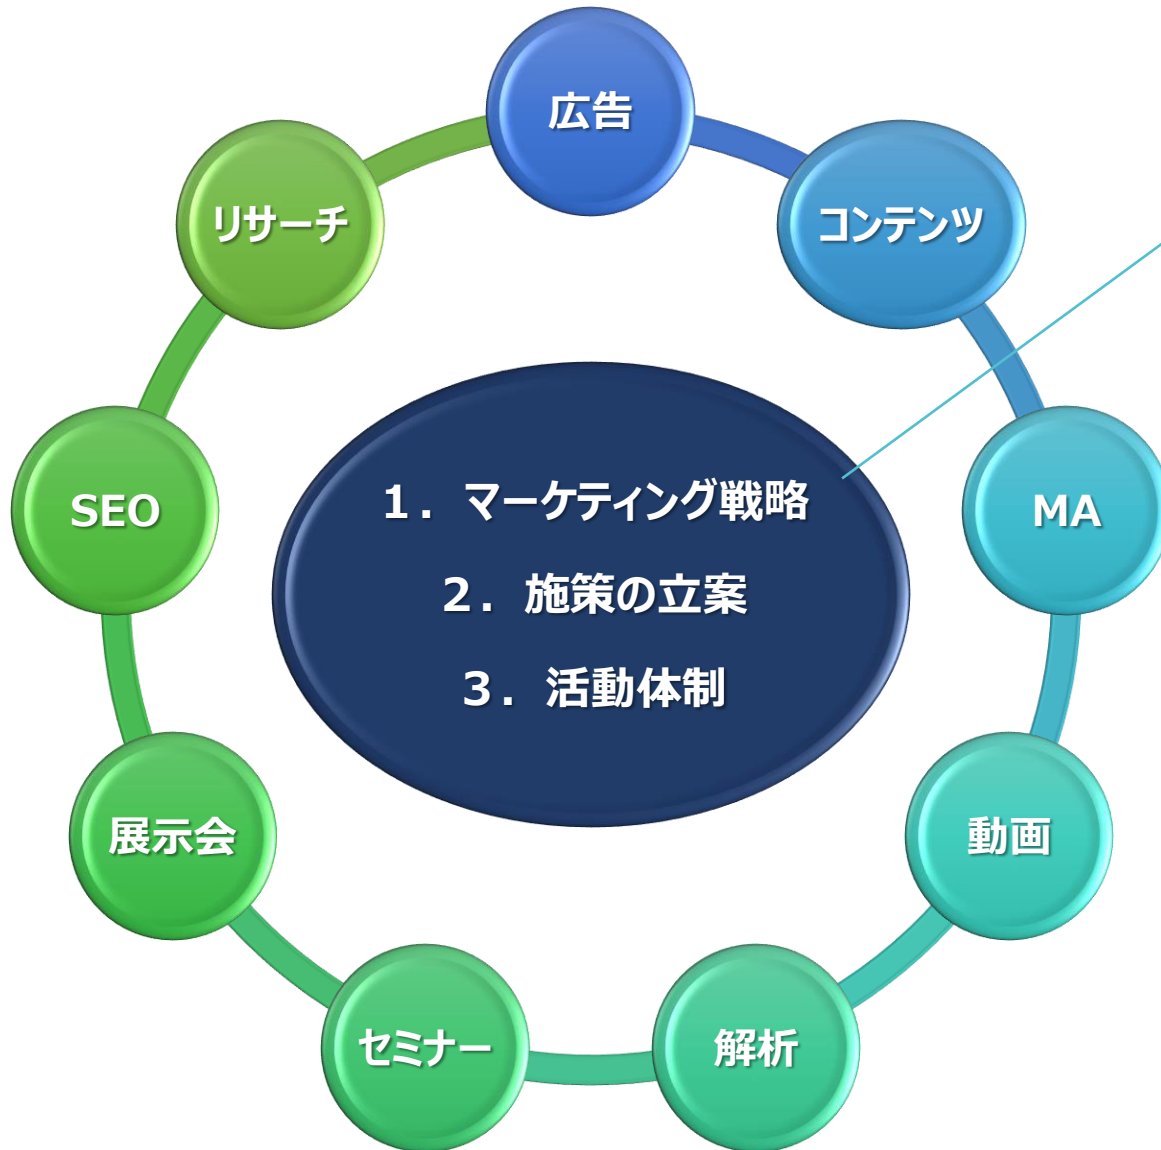 広告
コンテンツ
MA
動画
解析
セミナー
展示会
SEO
リサーチ
1．マーケティング戦略
2．施策の立案
3．活動体制